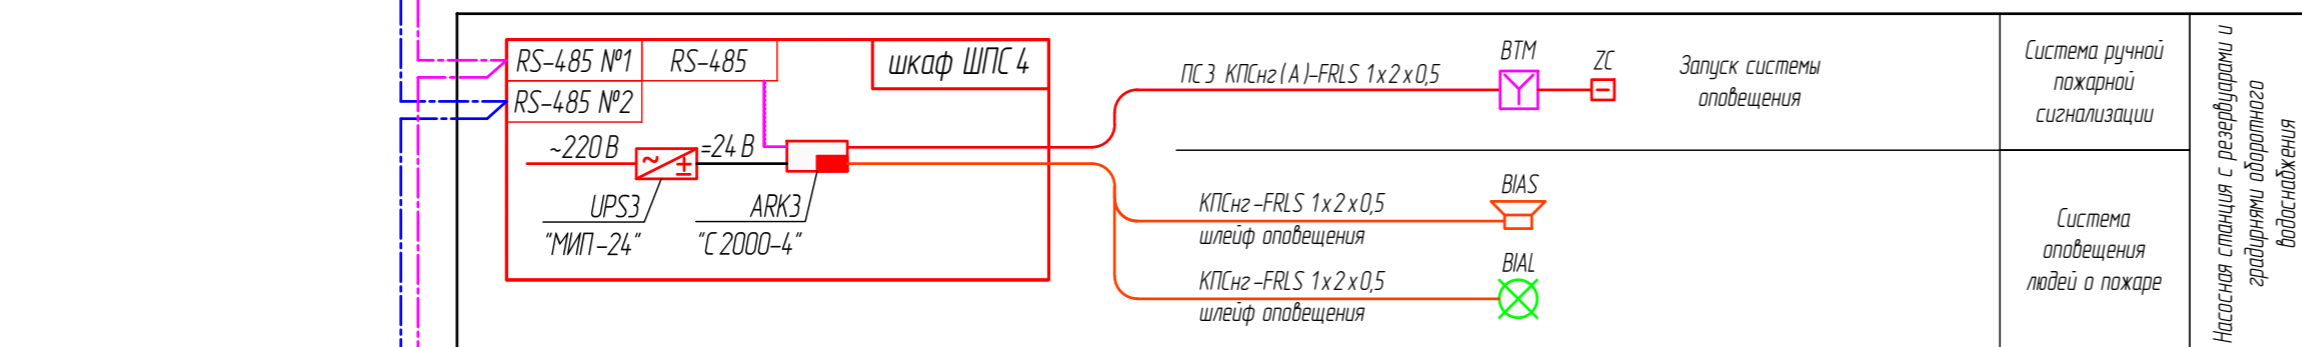 RS-485 №1
RS-485
шкаф ШПС 4
RS-485 №2
~220 В
=24 В
UPS3
"МИП-24"
ARK3
"С2000-4"
ПС3 КПСнг(А)-FRLS 1х2х0,5
BTM
ZC
Запуск системы
оповещения
КПСнг-FRLS 1х2х0,5
шлейф оповещения
BIAS
КПСнг-FRLS 1х2х0,5
шлейф оповещения
BIAL
Система ручной
пожарной
сигнализации
Система
оповещения
людей о пожаре
Насосная станция с резервуарами и
градирнями оборотного
водоснабжения